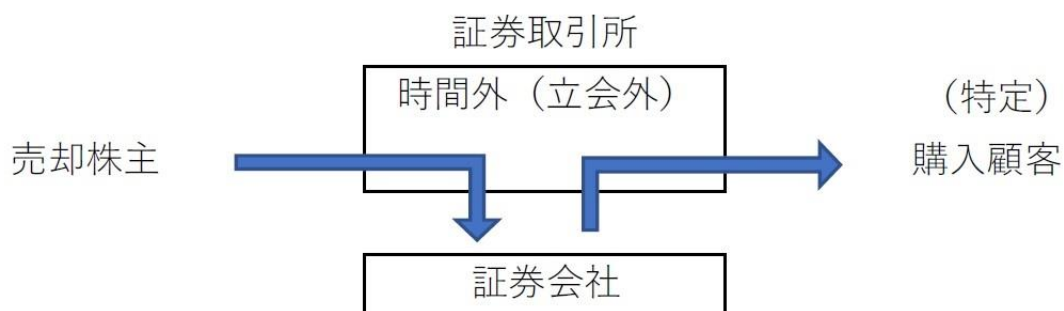 証券取引所
時間外（立会外）
（特定）
売却株主
購入顧客
証券会社